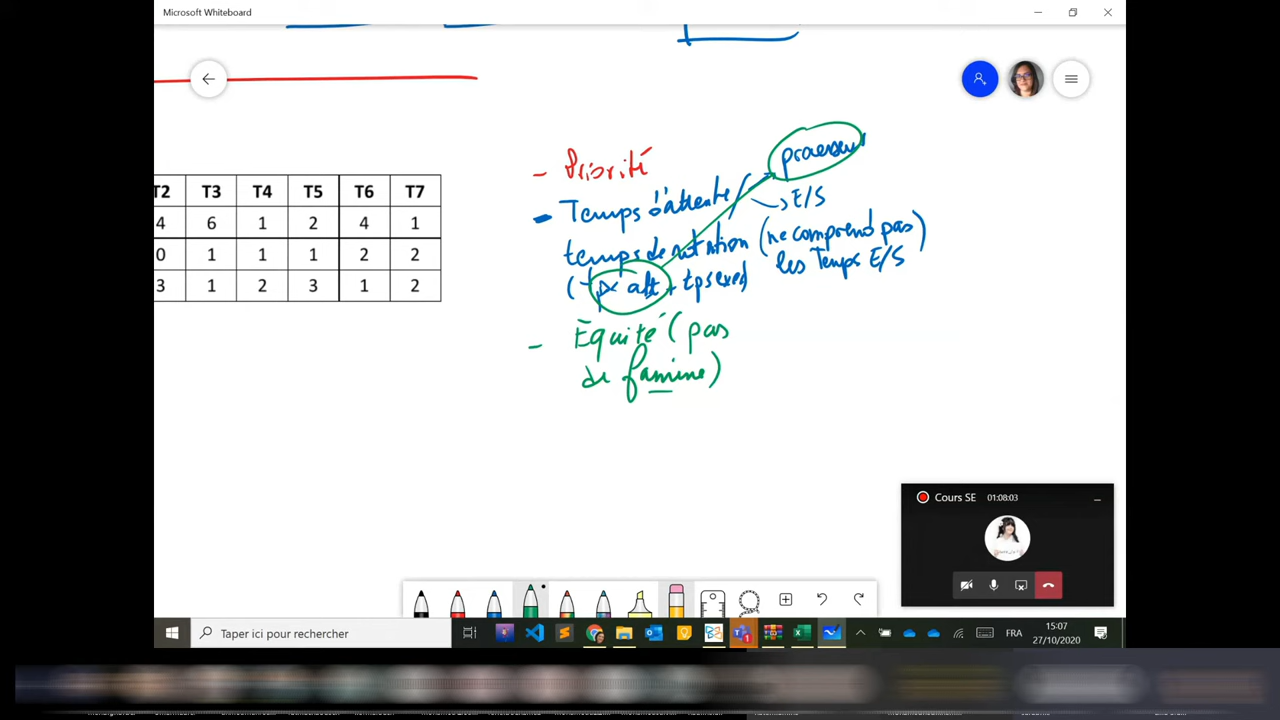 Microsoft Whiteboard
processeur
- Priorité
- Temps d'attente
→ E/S
temps de rotation (ne comprend pas
les Temps E/S)
att + tps exec)
- Equité (pas
de famine)
T2 T3 T4 T5 T6 T7
4 6 1 2 4 1
0 1 1 1 2 2
3 1 2 3 1 2
Cours SE 01:08:03
Taper ici pour rechercher
1
FRA
15:07
27/10/2020